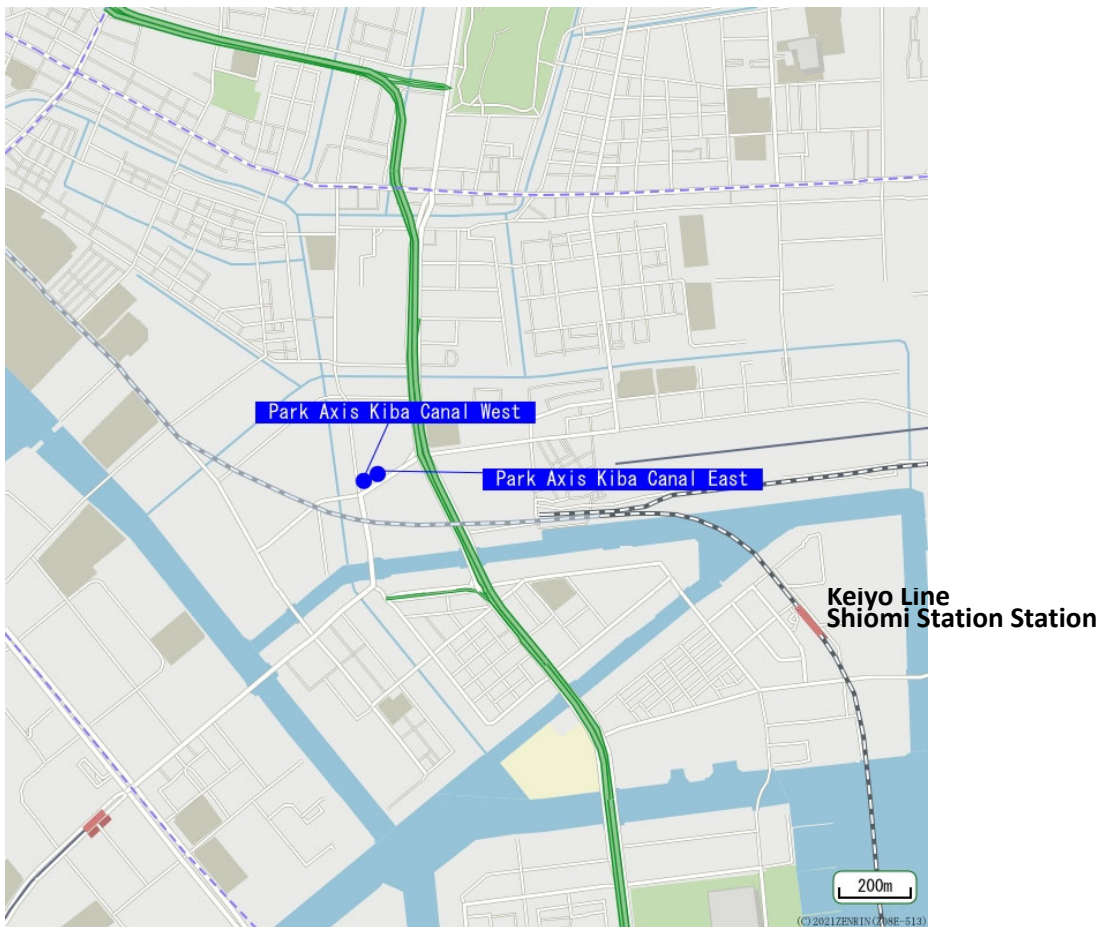 Park Axis Kiba Canal West
Park Axis Kiba Canal East
Keiyo Line
Shiomi Station Station
200m
(C)2021ZENRIN(Z08E-513)